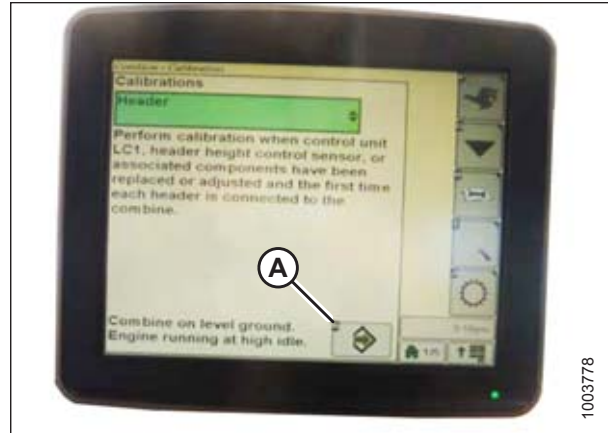 Combine - Calibration
Calibrations
Header
Perform calibration when control unit
LC1, header height control sensor, or
associated components have been
replaced or adjusted and the first time
each header is connected to the
combine.
A
Combine on level ground.
Engine running at high idle.
1003778